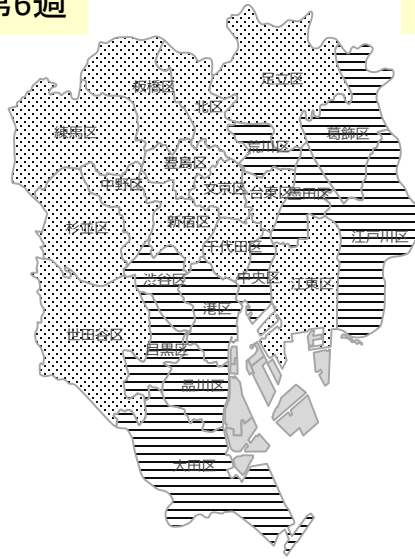 第6週
足立区
板橋区
北区
練馬区
荒川区
葛飾区
豊島区
中野区
文京区
台東区
墨田区
杉並区
新宿区
千代田区
江戸川区
渋谷区
中央区
江東区
港区
世田谷区
目黒区
品川区
大田区